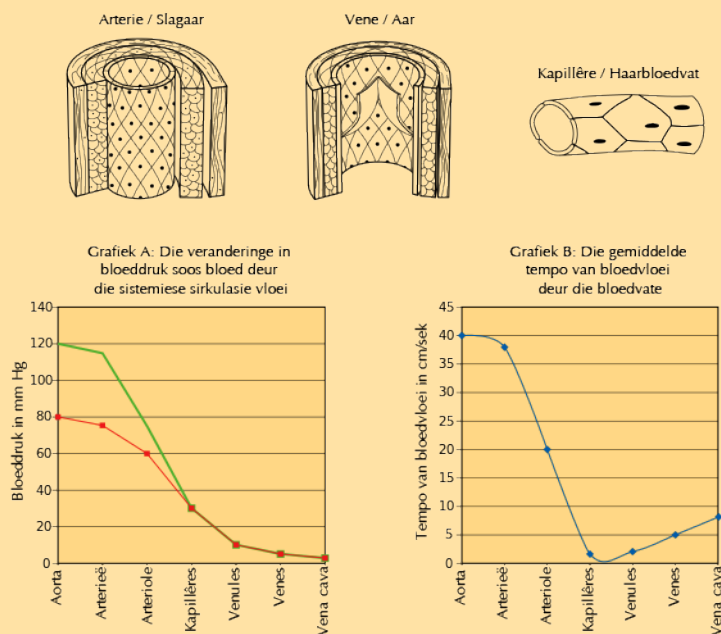 Arterie / Slagaar
Vene / Aar
Kapillêre / Haarbloedvat
Grafiek A: Die veranderinge in
bloeddruk soos bloed deur
die sistemiese sirkulasie vloei
140
120
100
80
60
40
20
0
Bloeddruk in mm Hg
Aorta
Arterieë
Arteriole
Kapillêres
Venules
Venes
Vena cava
Grafiek B: Die gemiddelde
tempo van bloedvloei
deur die bloedvate
45
40
35
30
25
20
15
10
5
0
Tempo van bloedvloei in cm/sek
Aorta
Arterieë
Arteriole
Kapillêres
Venules
Venes
Vena cava